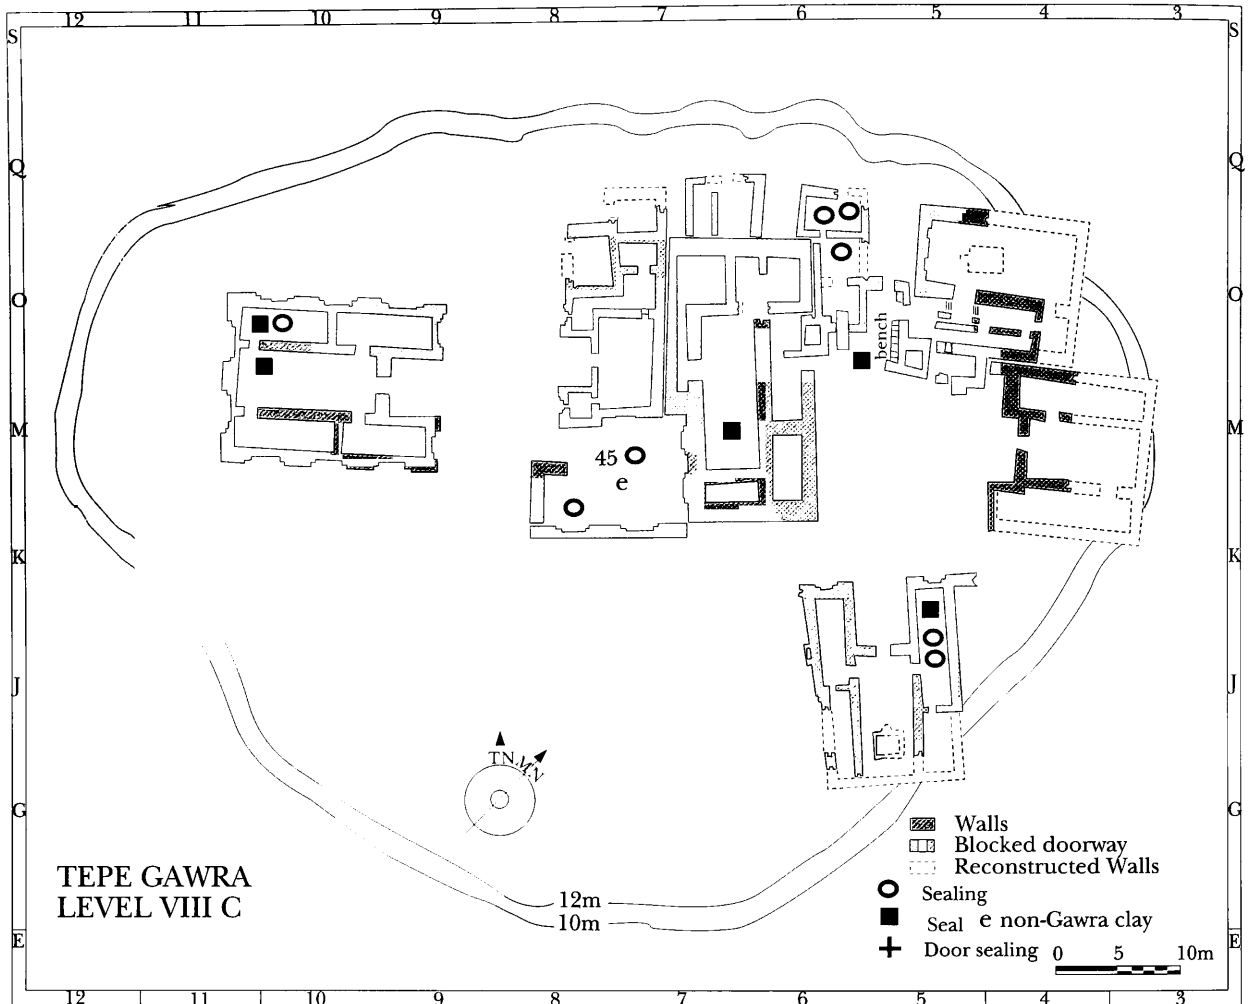 12 11 10 9 8 7 6 5 4 3
S S
Q Q
O O
bench
M M
45
e
K K
J J
T.N. M.N
G G
Walls
Blocked doorway
Reconstructed Walls
TEPE GAWRA
LEVEL VIII C
12m
10m
Sealing
Seal e non-Gawra clay
Door sealing
0 5 10m
E E
12 11 10 9 8 7 6 5 4 3